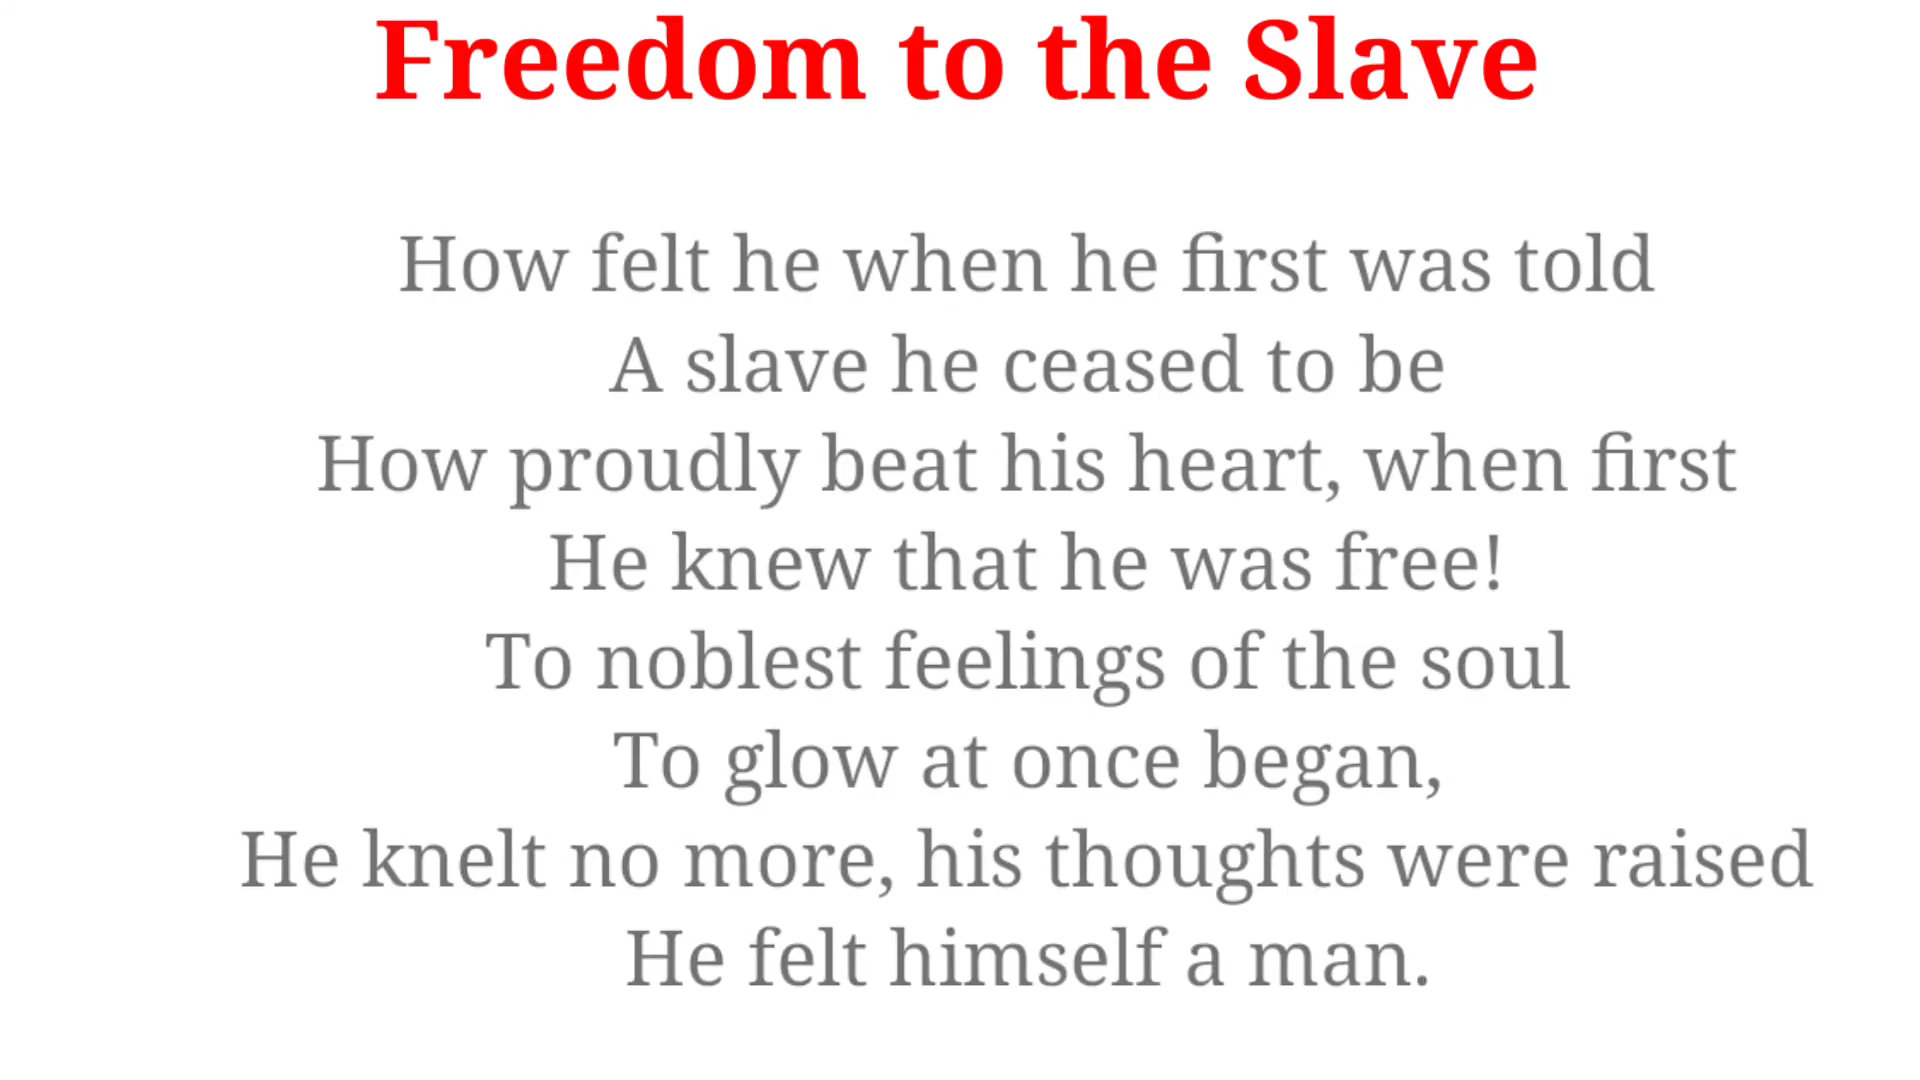 Freedom to the Slave
How felt he when he first was told
A slave he ceased to be
How proudly beat his heart, when first
He knew that he was free!
To noblest feelings of the soul
To glow at once began,
He knelt no more, his thoughts were raised
He felt himself a man.